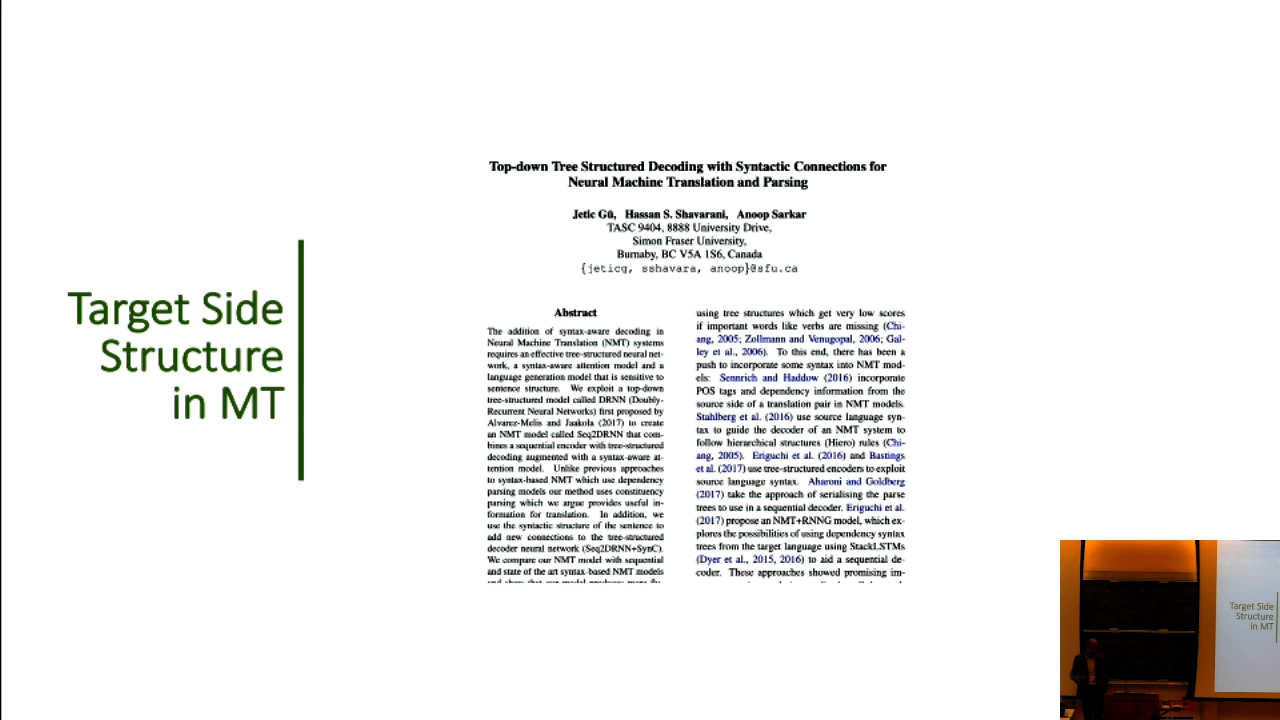 Target Side
Structure
in MT
Top-down Tree Structured Decoding with Syntactic Connections for
Neural Machine Translation and Parsing
Jetic Gū, Hassan S. Shavarani, Anoop Sarkar
TASC 9404, 8888 University Drive,
Simon Fraser University,
Burnaby, BC V5A 1S6, Canada
{jeticg, sshavara, anoop}@sfu.ca
Abstract
The addition of syntax-aware decoding in
Neural Machine Translation (NMT) systems
requires an effective tree-structured neural net-
work, a syntax-aware attention model and a
language generation model that is sensitive to
sentence structure. We exploit a top-down
tree-structured model called DRNN (Doubly-
Recurrent Neural Networks) first proposed by
Alvarez-Melis and Jaakola (2017) to create
an NMT model called Seq2DRNN that com-
bines a sequential encoder with tree-structured
decoding augmented with a syntax-aware at-
tention model. Unlike previous approaches
to syntax-based NMT which use dependency
parsing models our method uses constituency
parsing which we argue provides useful in-
formation for translation. In addition, we
use the syntactic structure of the sentence to
add new connections to the tree-structured
decoder neural network (Seq2DRNN+SynC).
We compare our NMT model with sequential
and state of the art syntax-based NMT models
using tree structures which get very low scores
if important words like verbs are missing (Chi-
ang, 2005; Zollmann and Venugopal, 2006; Gal-
ley et al., 2006). To this end, there has been a
push to incorporate some syntax into NMT mod-
els: Sennrich and Haddow (2016) incorporate
POS tags and dependency information from the
source side of a translation pair in NMT models.
Stahlberg et al. (2016) use source language syn-
tax to guide the decoder of an NMT system to
follow hierarchical structures (Hiero) rules (Chi-
ang, 2005). Eriguchi et al. (2016) and Bastings
et al. (2017) use tree-structured encoders to exploit
source language syntax. Aharoni and Goldberg
(2017) take the approach of serialising the parse
trees to use in a sequential decoder. Eriguchi et al.
(2017) propose an NMT+RNNG model, which ex-
plores the possibilities of using dependency syntax
trees from the target language using StackLSTMs
(Dyer et al., 2015, 2016) to aid a sequential de-
coder. These approaches showed promising im-
Target Side
Structure
in MT